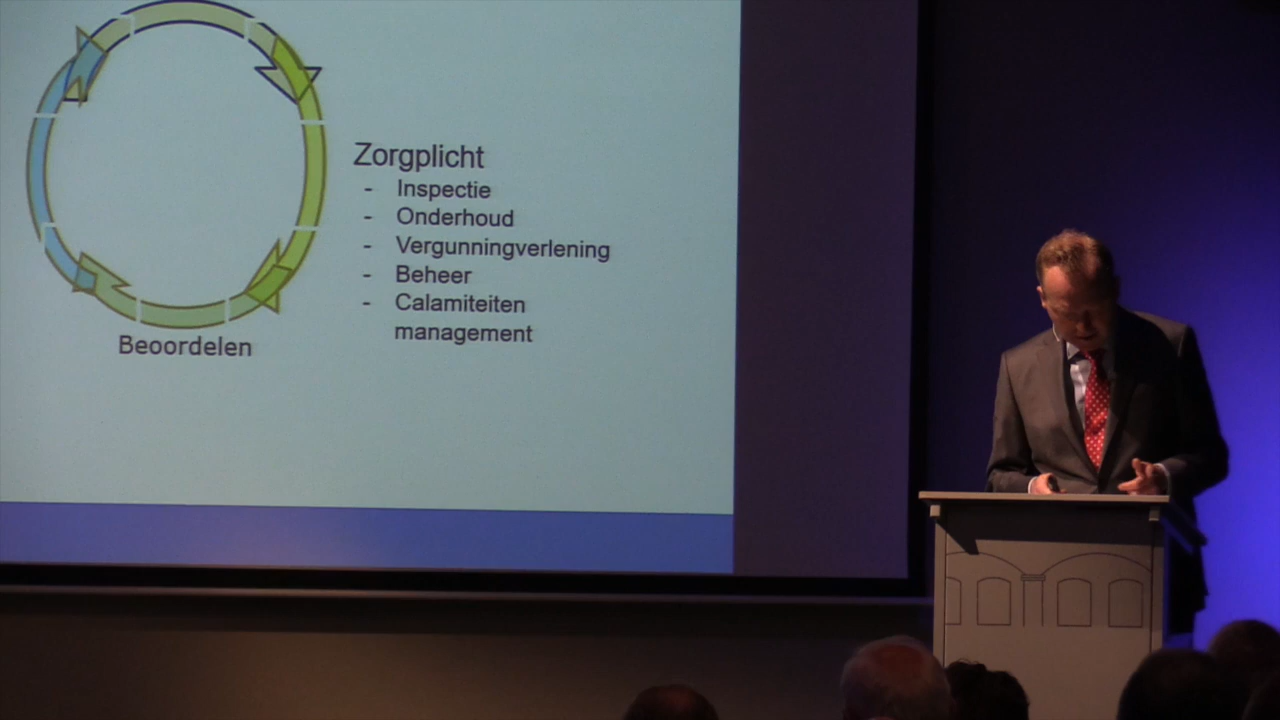 Zorgplicht
- Inspectie
- Onderhoud
- Vergunningverlening
- Beheer
- Calamiteiten
management
Beoordelen